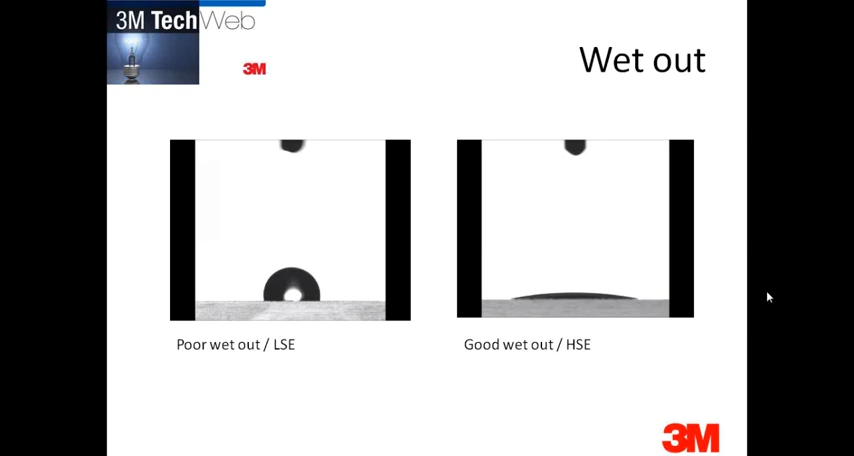 3M TechWeb
3M
Wet out
Poor wet out / LSE
Good wet out / HSE
3M